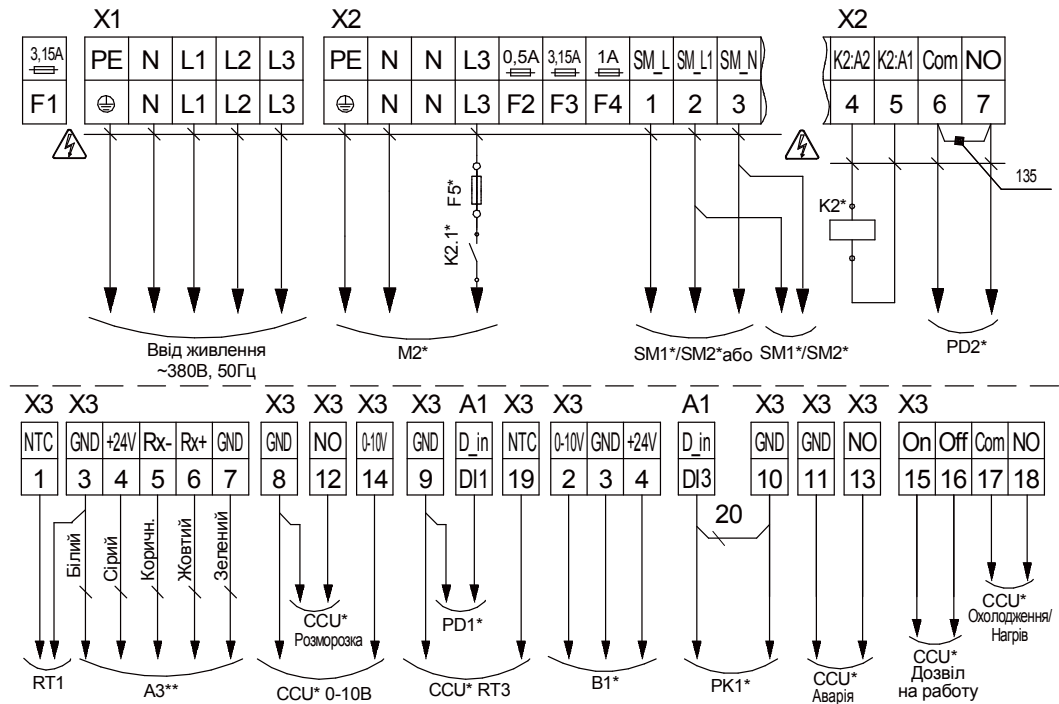 X1 X2 X2
3,15A PE N L1 L2 L3 PE N N L3 0,5A 3,15A 1A SM_L SM_L1 SM_N K2:A2 K2:A1 Com NO
F1 N L1 L2 L3 N N L3 F2 F3 F4 1 2 3 4 5 6 7
135
F5*
K2.1*
K2*
Ввід живлення
~380В, 50Гц
M2*
SM1*/SM2*або SM1*/SM2*
PD2*
X3 X3 X3 X3 X3 X3 A1 X3 X3 A1 X3 X3 X3 X3
NTC GND +24V Rx- Rx+ GND GND NO 0-10V GND D_in NTC 0-10V GND +24V D_in GND GND NO On Off Com NO
1 3 4 5 6 7 8 12 14 9 DI1 19 2 3 4 DI3 10 11 13 15 16 17 18
20
Білий
Сірий
Коричн.
Жовтий
Зелений
CCU*
Розморозка
PD1*
CCU*
Охолодження/
Нагрів
RT1
A3**
CCU* 0-10В
CCU* RT3
B1*
PK1*
CCU*
Аварія
CCU*
Дозвіл
на работу